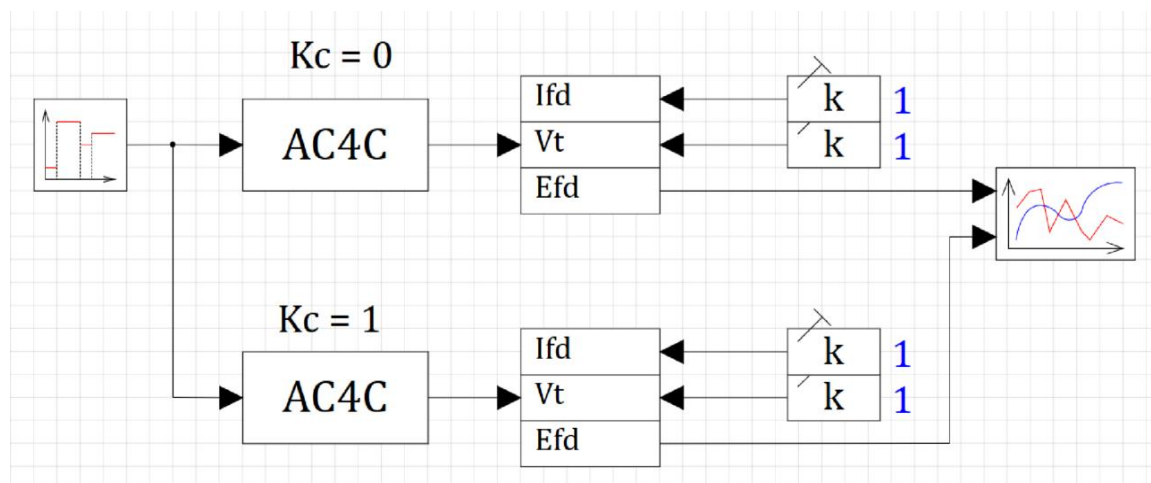 Kc = 0
AC4C
Ifd
Vt
Efd
k 1
k 1
Kc = 1
AC4C
Ifd
Vt
Efd
k 1
k 1